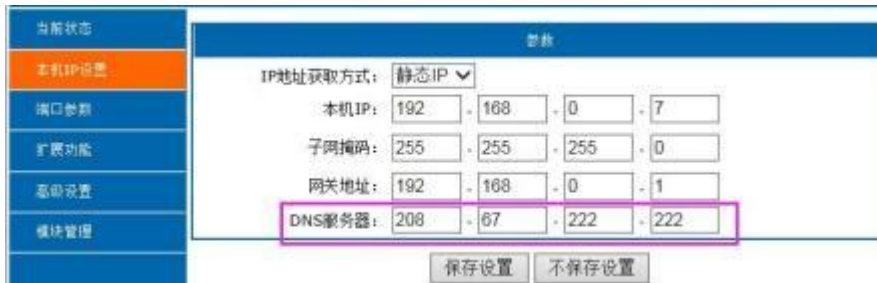 当前状态
本机IP设置
端口参数
扩展功能
高级设置
模块管理
参数
IP地址获取方式： 静态IP
本机IP： 192 . 168 . 0 . 7
子网掩码： 255 . 255 . 255 . 0
网关地址： 192 . 168 . 0 . 1
DNS服务器： 208 . 67 . 222 . 222
保存设置 不保存设置